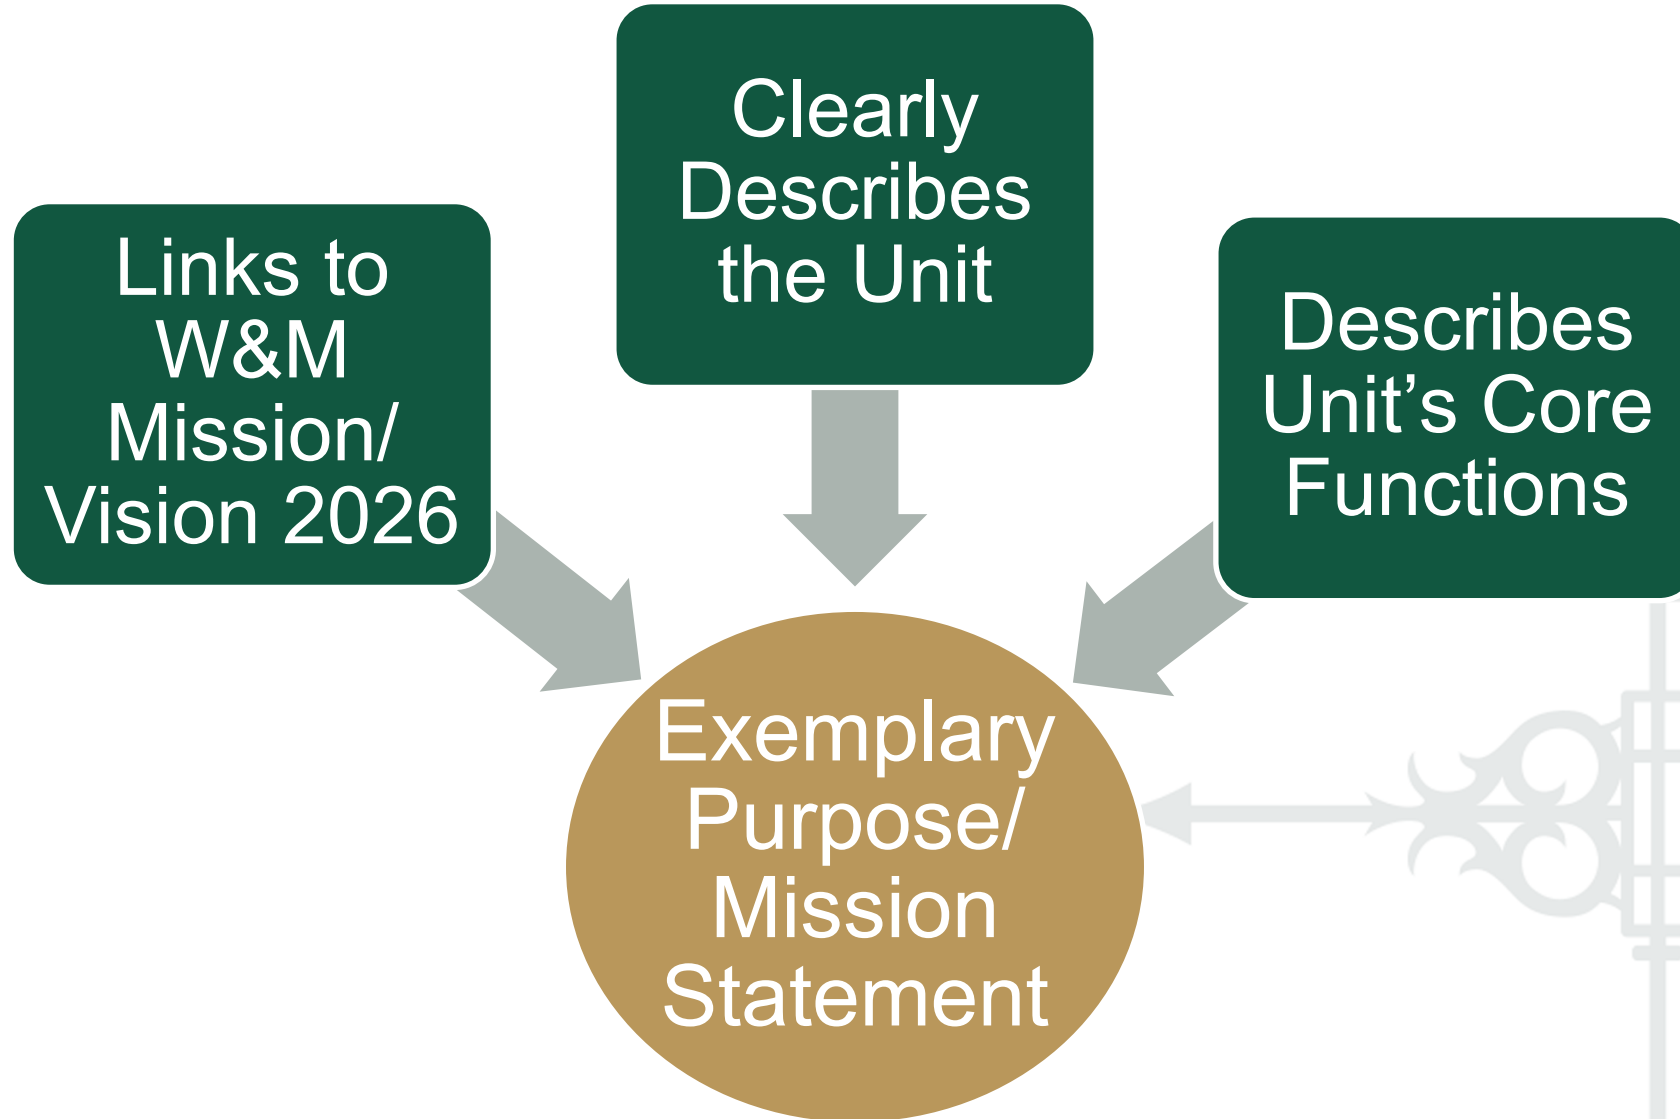 Links to
W&M
Mission/
Vision 2026
Clearly
Describes
the Unit
Describes
Unit’s Core
Functions
Exemplary
Purpose/
Mission
Statement